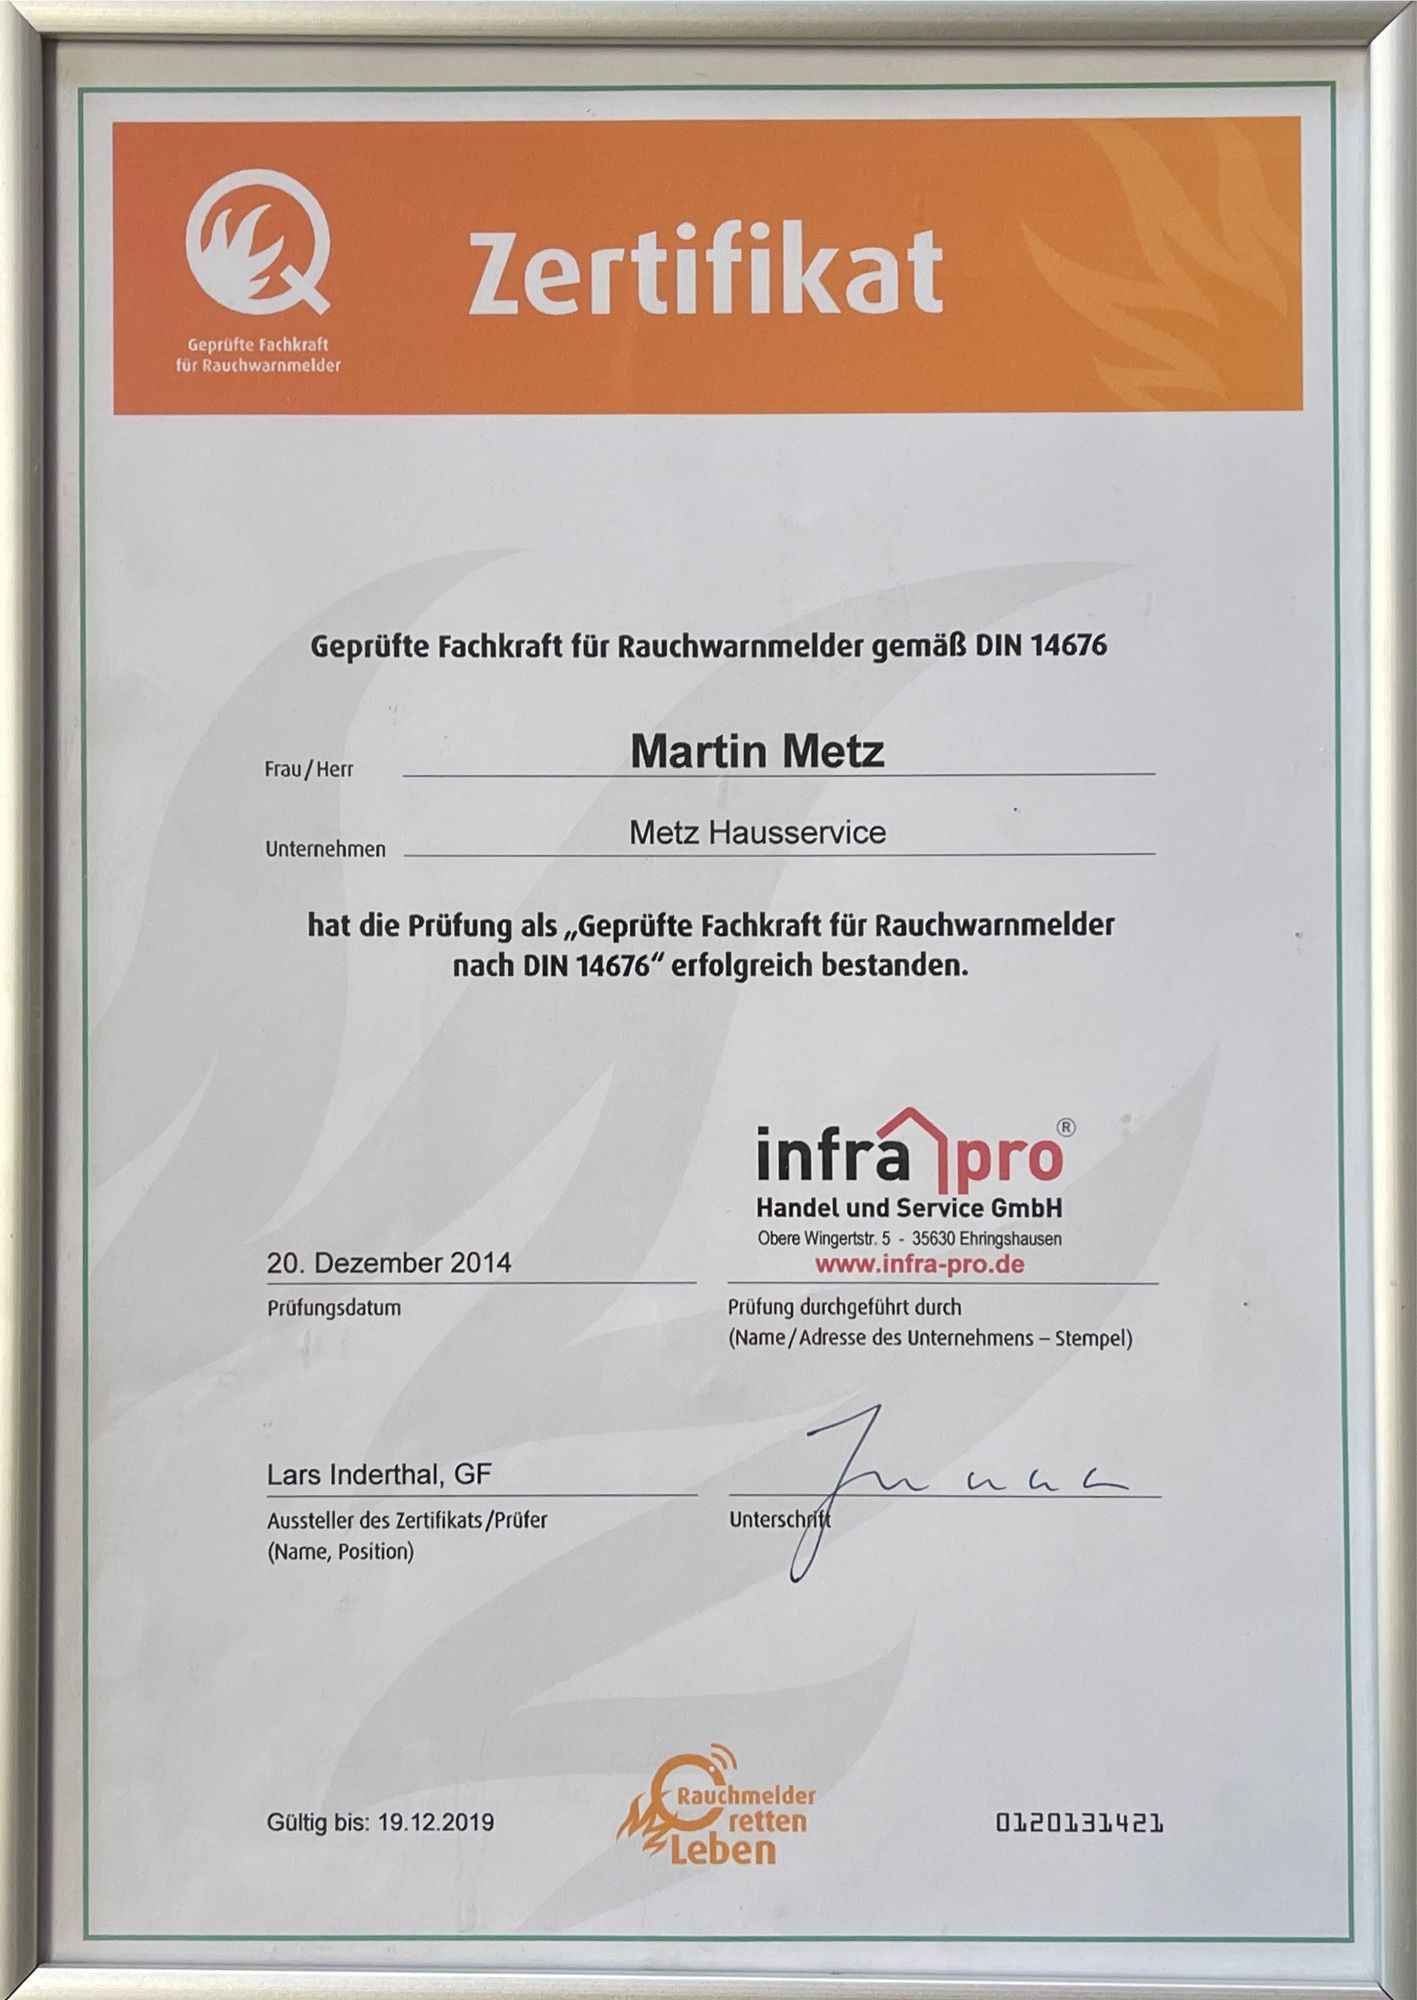 Zertifikat
Geprüfte Fachkraft
für Rauchwarnmelder
Geprüfte Fachkraft für Rauchwarnmelder gemäß DIN 14676
Frau/Herr Martin Metz
Unternehmen Metz Hausservice
hat die Prüfung als „Geprüfte Fachkraft für Rauchwarnmelder
nach DIN 14676“ erfolgreich bestanden.
infra pro®
Handel und Service GmbH
Obere Wingertstr. 5 - 35630 Ehringshausen
www.infra-pro.de
20. Dezember 2014
Prüfungsdatum
Prüfung durchgeführt durch
(Name/Adresse des Unternehmens – Stempel)
Lars Inderthal, GF
Aussteller des Zertifikats/Prüfer
(Name, Position)
Unterschrift
Gültig bis: 19.12.2019
Rauchmelder
retten
Leben
0120131421